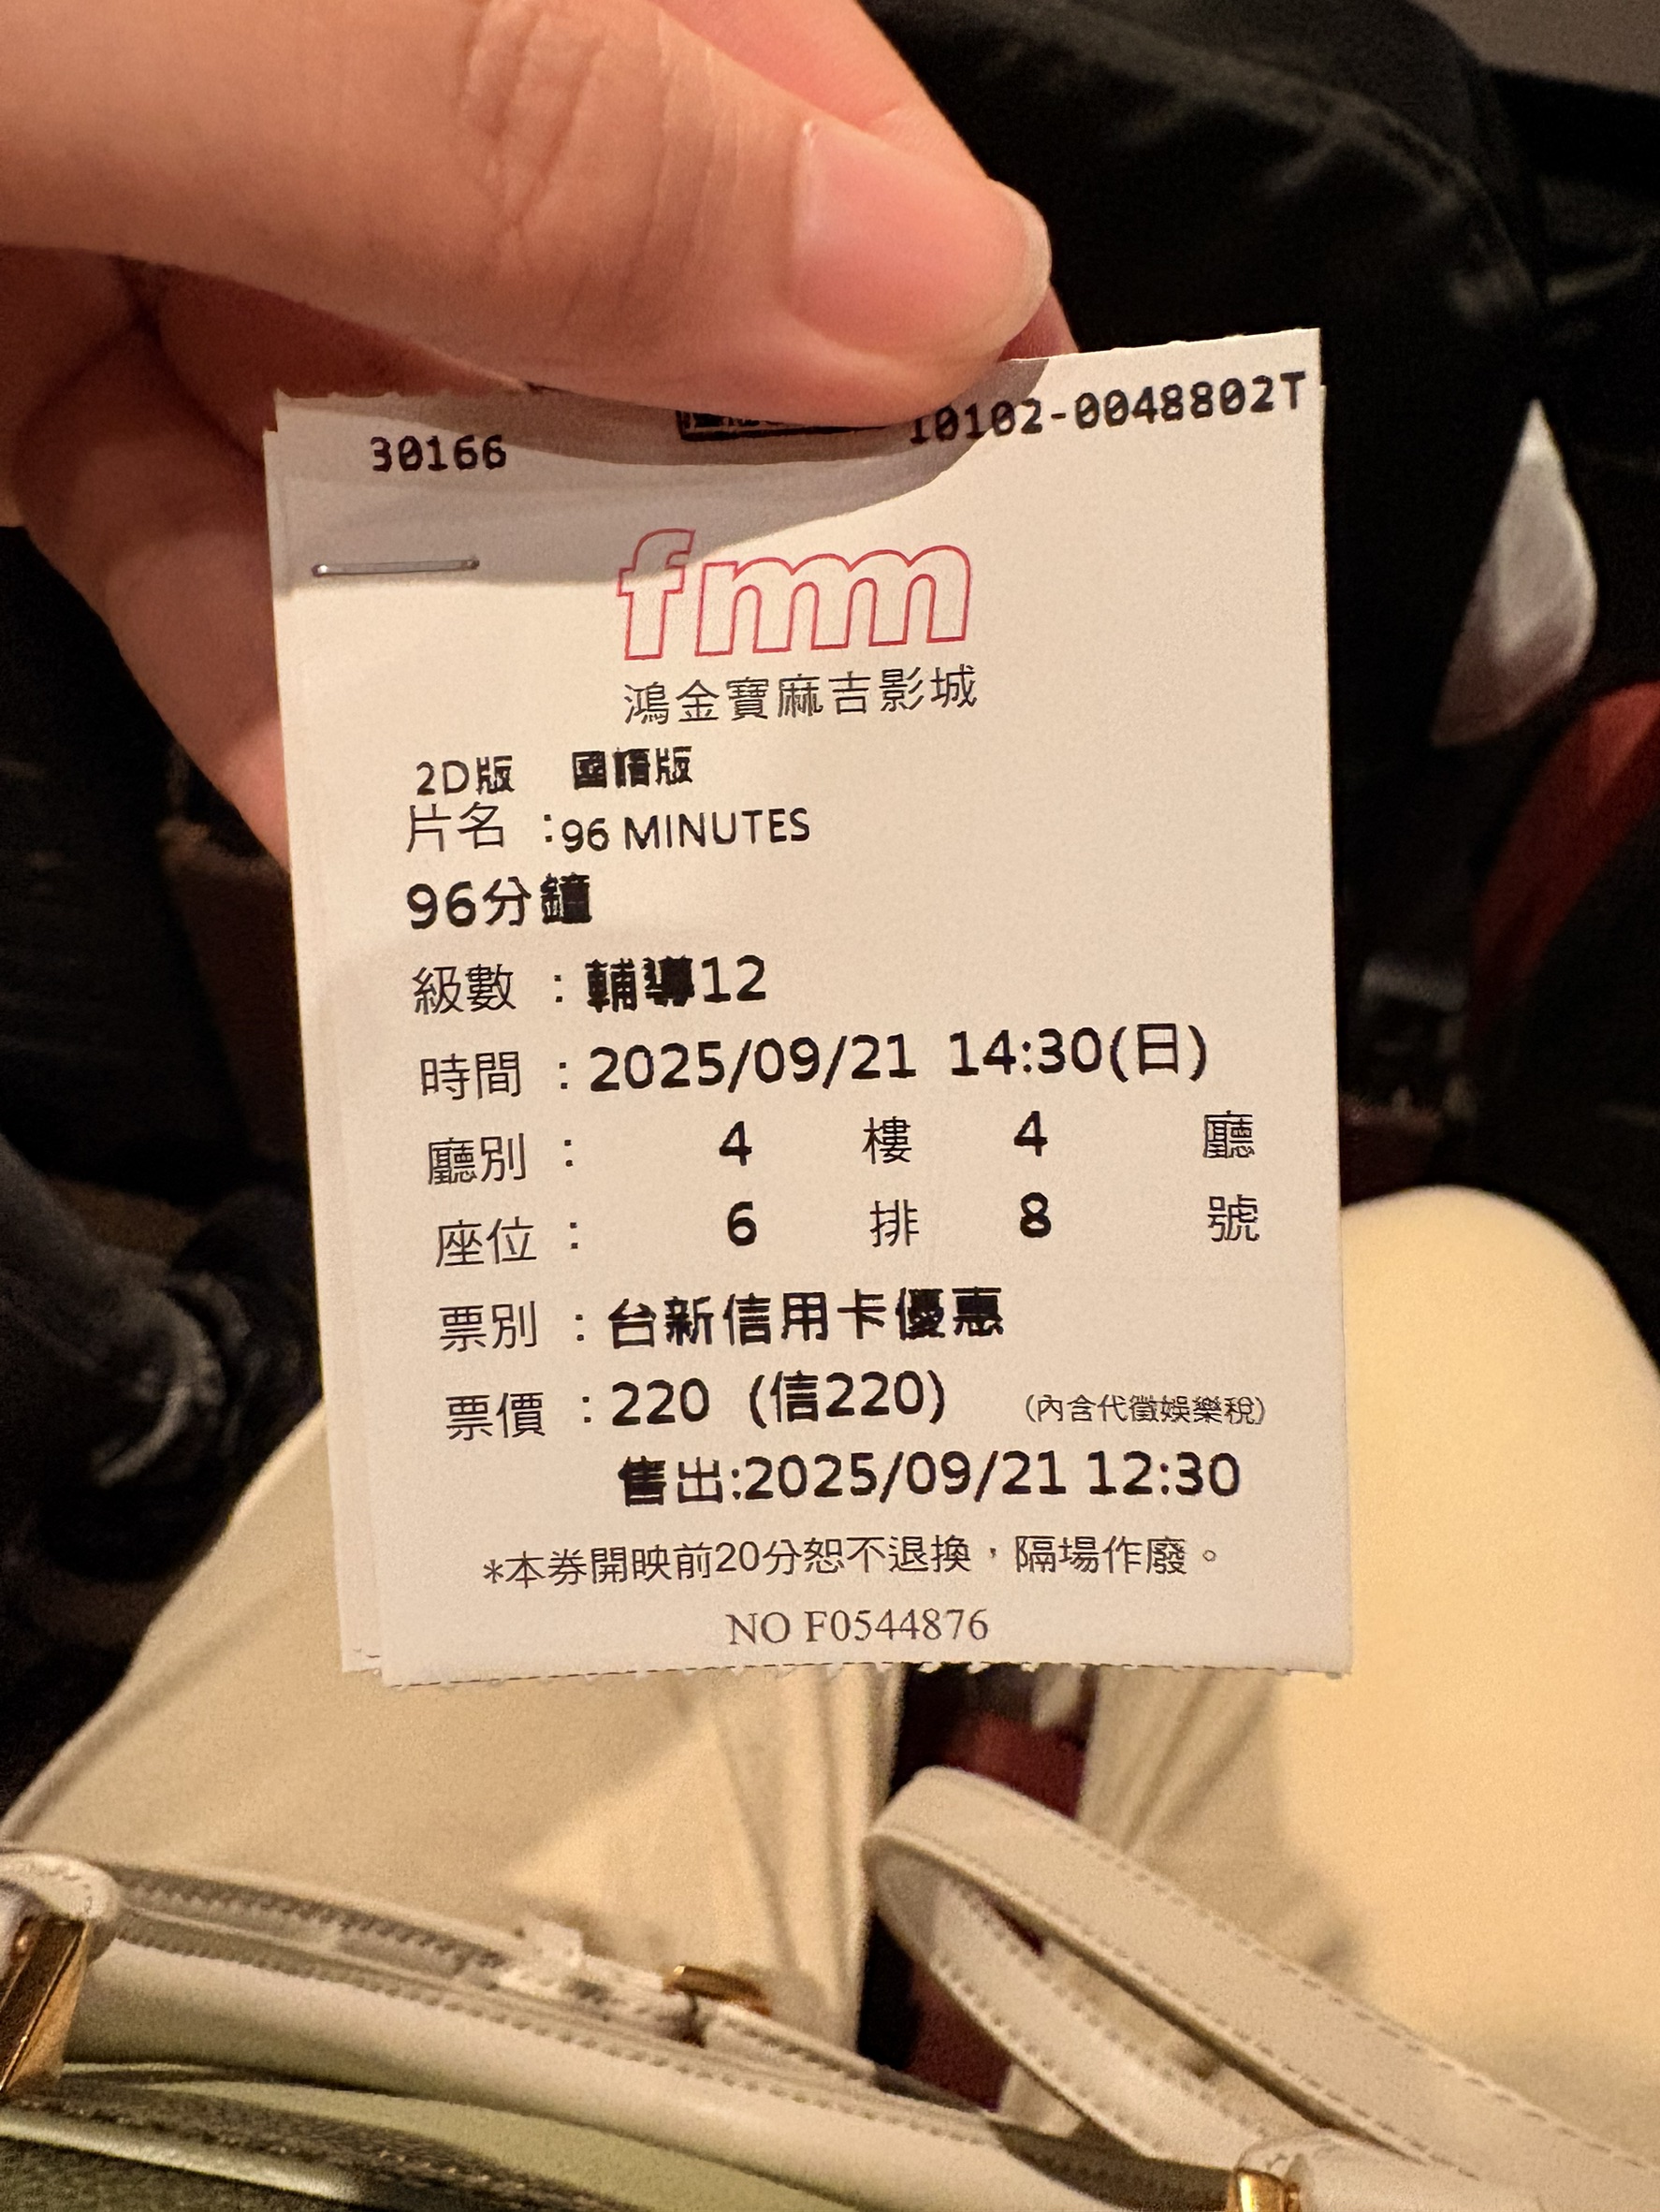 30166 10102-0048802T
fmm
鴻金寶麻吉影城
2D版 國語版
片名 :96 MINUTES
96分鐘
級數 :輔導12
時間 :2025/09/21 14:30(日)
廳別 : 4 樓 4 廳
座位 : 6 排 8 號
票別 :台新信用卡優惠
票價 :220 (信220) (內含代徵娛樂稅)
售出:2025/09/21 12:30
*本券開映前20分恕不退換，隔場作廢。
NO F0544876